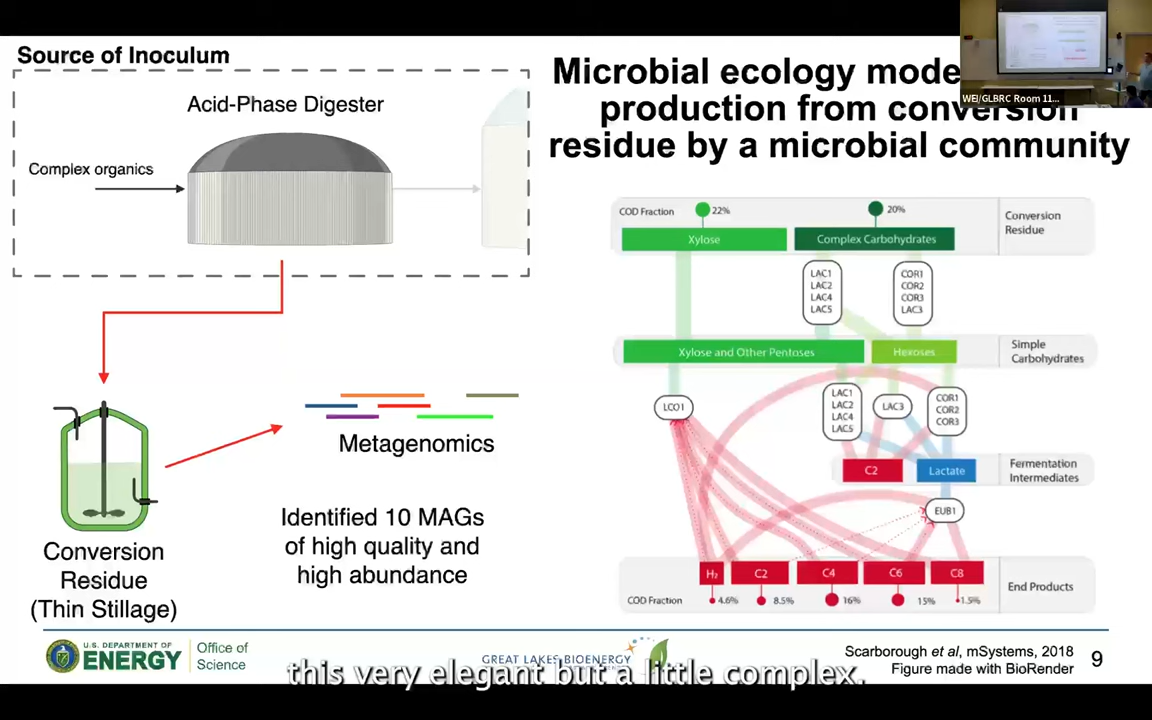 Source of Inoculum
Acid-Phase Digester
Complex organics
Conversion
Residue
(Thin Stillage)
Metagenomics
Identified 10 MAGs
of high quality and
high abundance
Microbial ecology
production from conversion
residue by a microbial community
WEI/GLBRC Room 11...
COD Fraction
22%
20%
Conversion
Residue
Xylose
Complex Carbohydrates
LAC1
LAC2
LAC4
LAC5
COR1
COR2
COR3
LAC3
Xylose and Other Pentoses
Hexoses
Simple
Carbohydrates
LCO1
LAC1
LAC2
LAC4
LAC5
LAC3
COR1
COR2
COR3
C2
Lactate
Fermentation
Intermediates
EUB1
H₂
C2
C4
C6
C8
End Products
COD Fraction
4.6%
8.5%
16%
15%
1.5%
U.S. DEPARTMENT OF
ENERGY
Office of
Science
GREAT LAKES BIOENERGY
Scarborough et al, mSystems, 2018
Figure made with BioRender
9
this very elegant but a little complex.